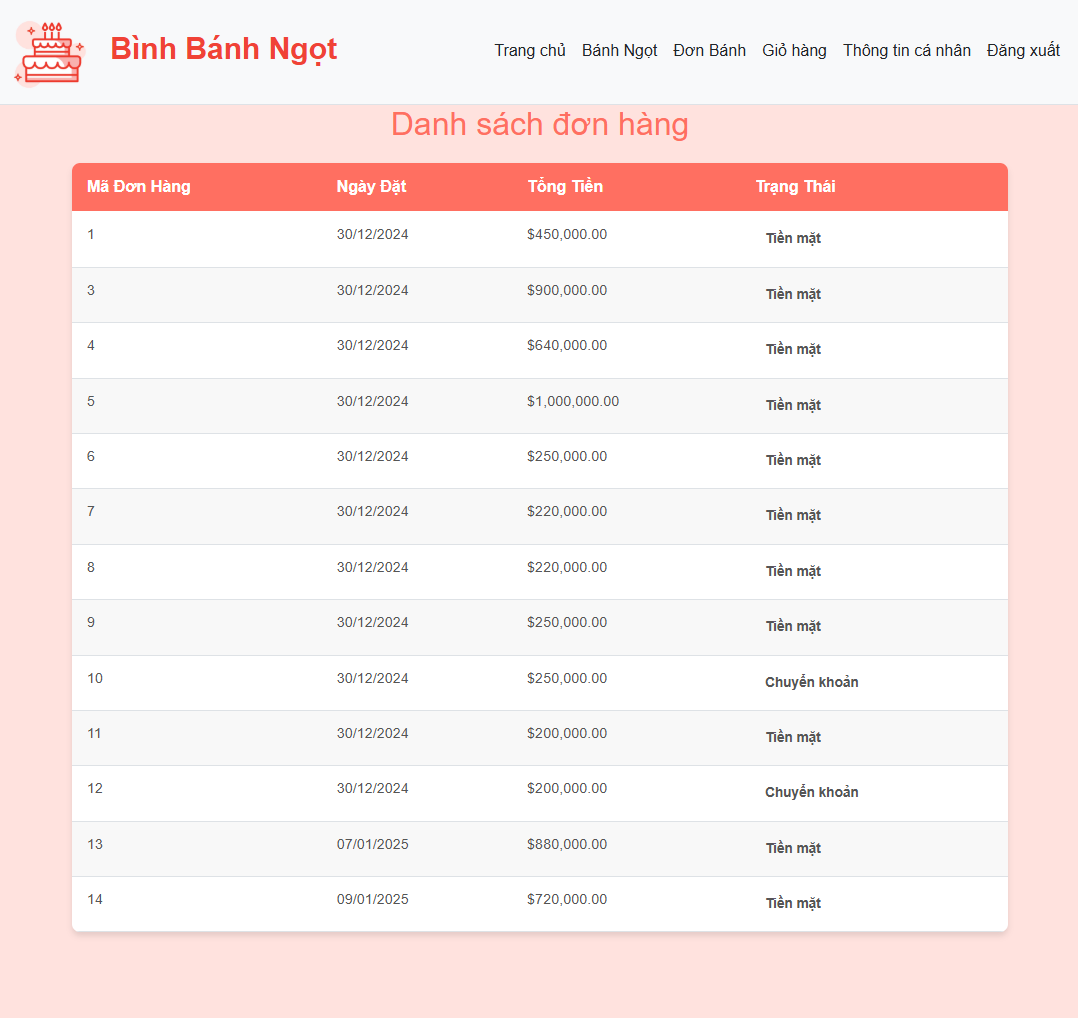 Bình Bánh Ngọt
Trang chủ Bánh Ngọt Đơn Bánh Giỏ hàng Thông tin cá nhân Đăng xuất
Danh sách đơn hàng
Mã Đơn Hàng Ngày Đặt Tổng Tiền Trạng Thái
1 30/12/2024 $450,000.00 Tiền mặt
3 30/12/2024 $900,000.00 Tiền mặt
4 30/12/2024 $640,000.00 Tiền mặt
5 30/12/2024 $1,000,000.00 Tiền mặt
6 30/12/2024 $250,000.00 Tiền mặt
7 30/12/2024 $220,000.00 Tiền mặt
8 30/12/2024 $220,000.00 Tiền mặt
9 30/12/2024 $250,000.00 Tiền mặt
10 30/12/2024 $250,000.00 Chuyển khoản
11 30/12/2024 $200,000.00 Tiền mặt
12 30/12/2024 $200,000.00 Chuyển khoản
13 07/01/2025 $880,000.00 Tiền mặt
14 09/01/2025 $720,000.00 Tiền mặt